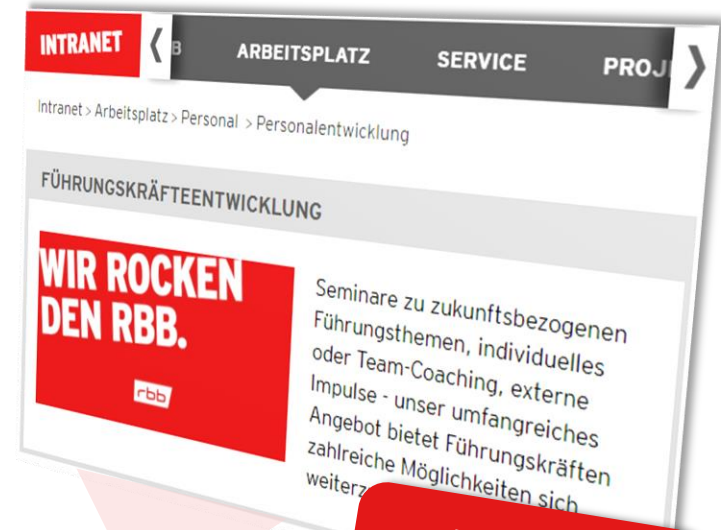 INTRANET B ARBEITSPLATZ SERVICE PROJ
Intranet > Arbeitsplatz > Personal > Personalentwicklung
FÜHRUNGSKRÄFTEENTWICKLUNG
WIR ROCKEN
DEN RBB.
rbb
Seminare zu zukunftsbezogenen
Führungsthemen, individuelles
oder Team-Coaching, externe
Impulse - unser umfangreiches
Angebot bietet Führungskräften
zahlreiche Möglichkeiten sich